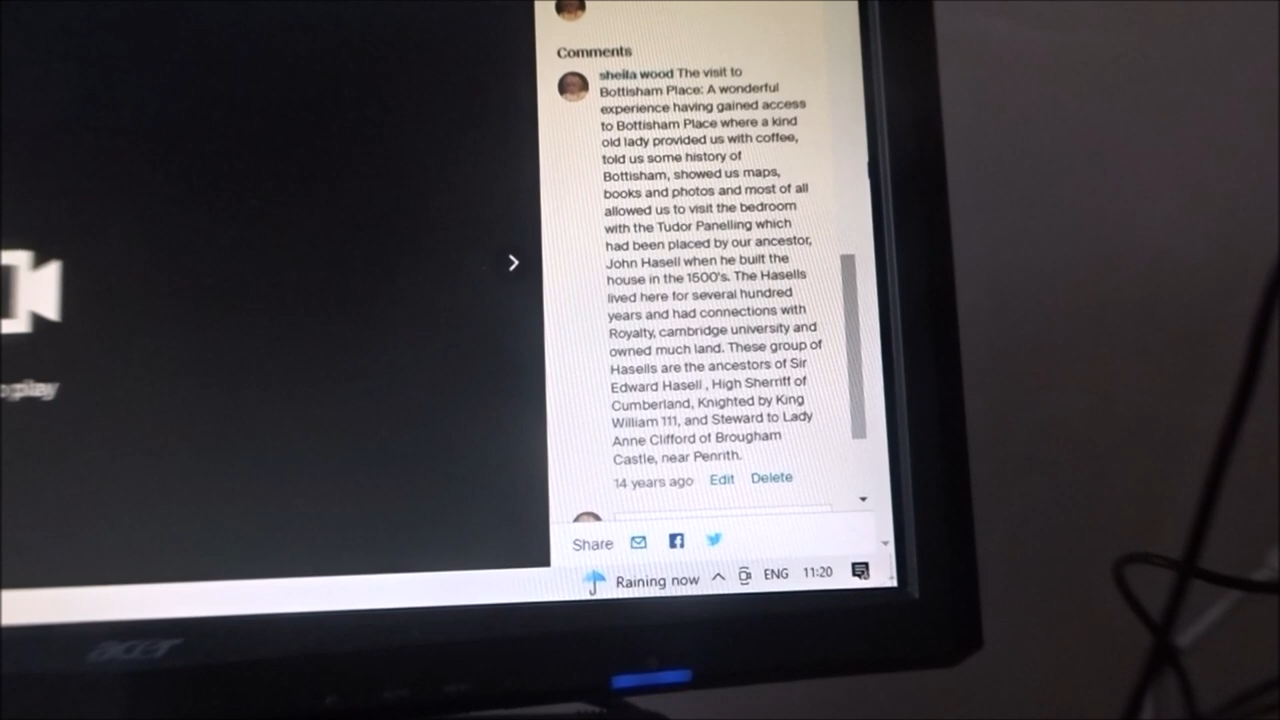 Comments
sheila wood The visit to
Bottisham Place: A wonderful
experience having gained access
to Bottisham Place where a kind
old lady provided us with coffee,
told us some history of
Bottisham, showed us maps,
books and photos and most of all
allowed us to visit the bedroom
with the Tudor Panelling which
had been placed by our ancestor,
John Hasell when he built the
house in the 1500's. The Hasells
lived here for several hundred
years and had connections with
Royalty, cambridge university and
owned much land. These group of
Hasells are the ancestors of Sir
Edward Hasell , High Sherriff of
Cumberland, Knighted by King
William 111, and Steward to Lady
Anne Clifford of Brougham
Castle, near Penrith.
14 years ago Edit Delete
Share
Raining now ENG 11:20
play
acer